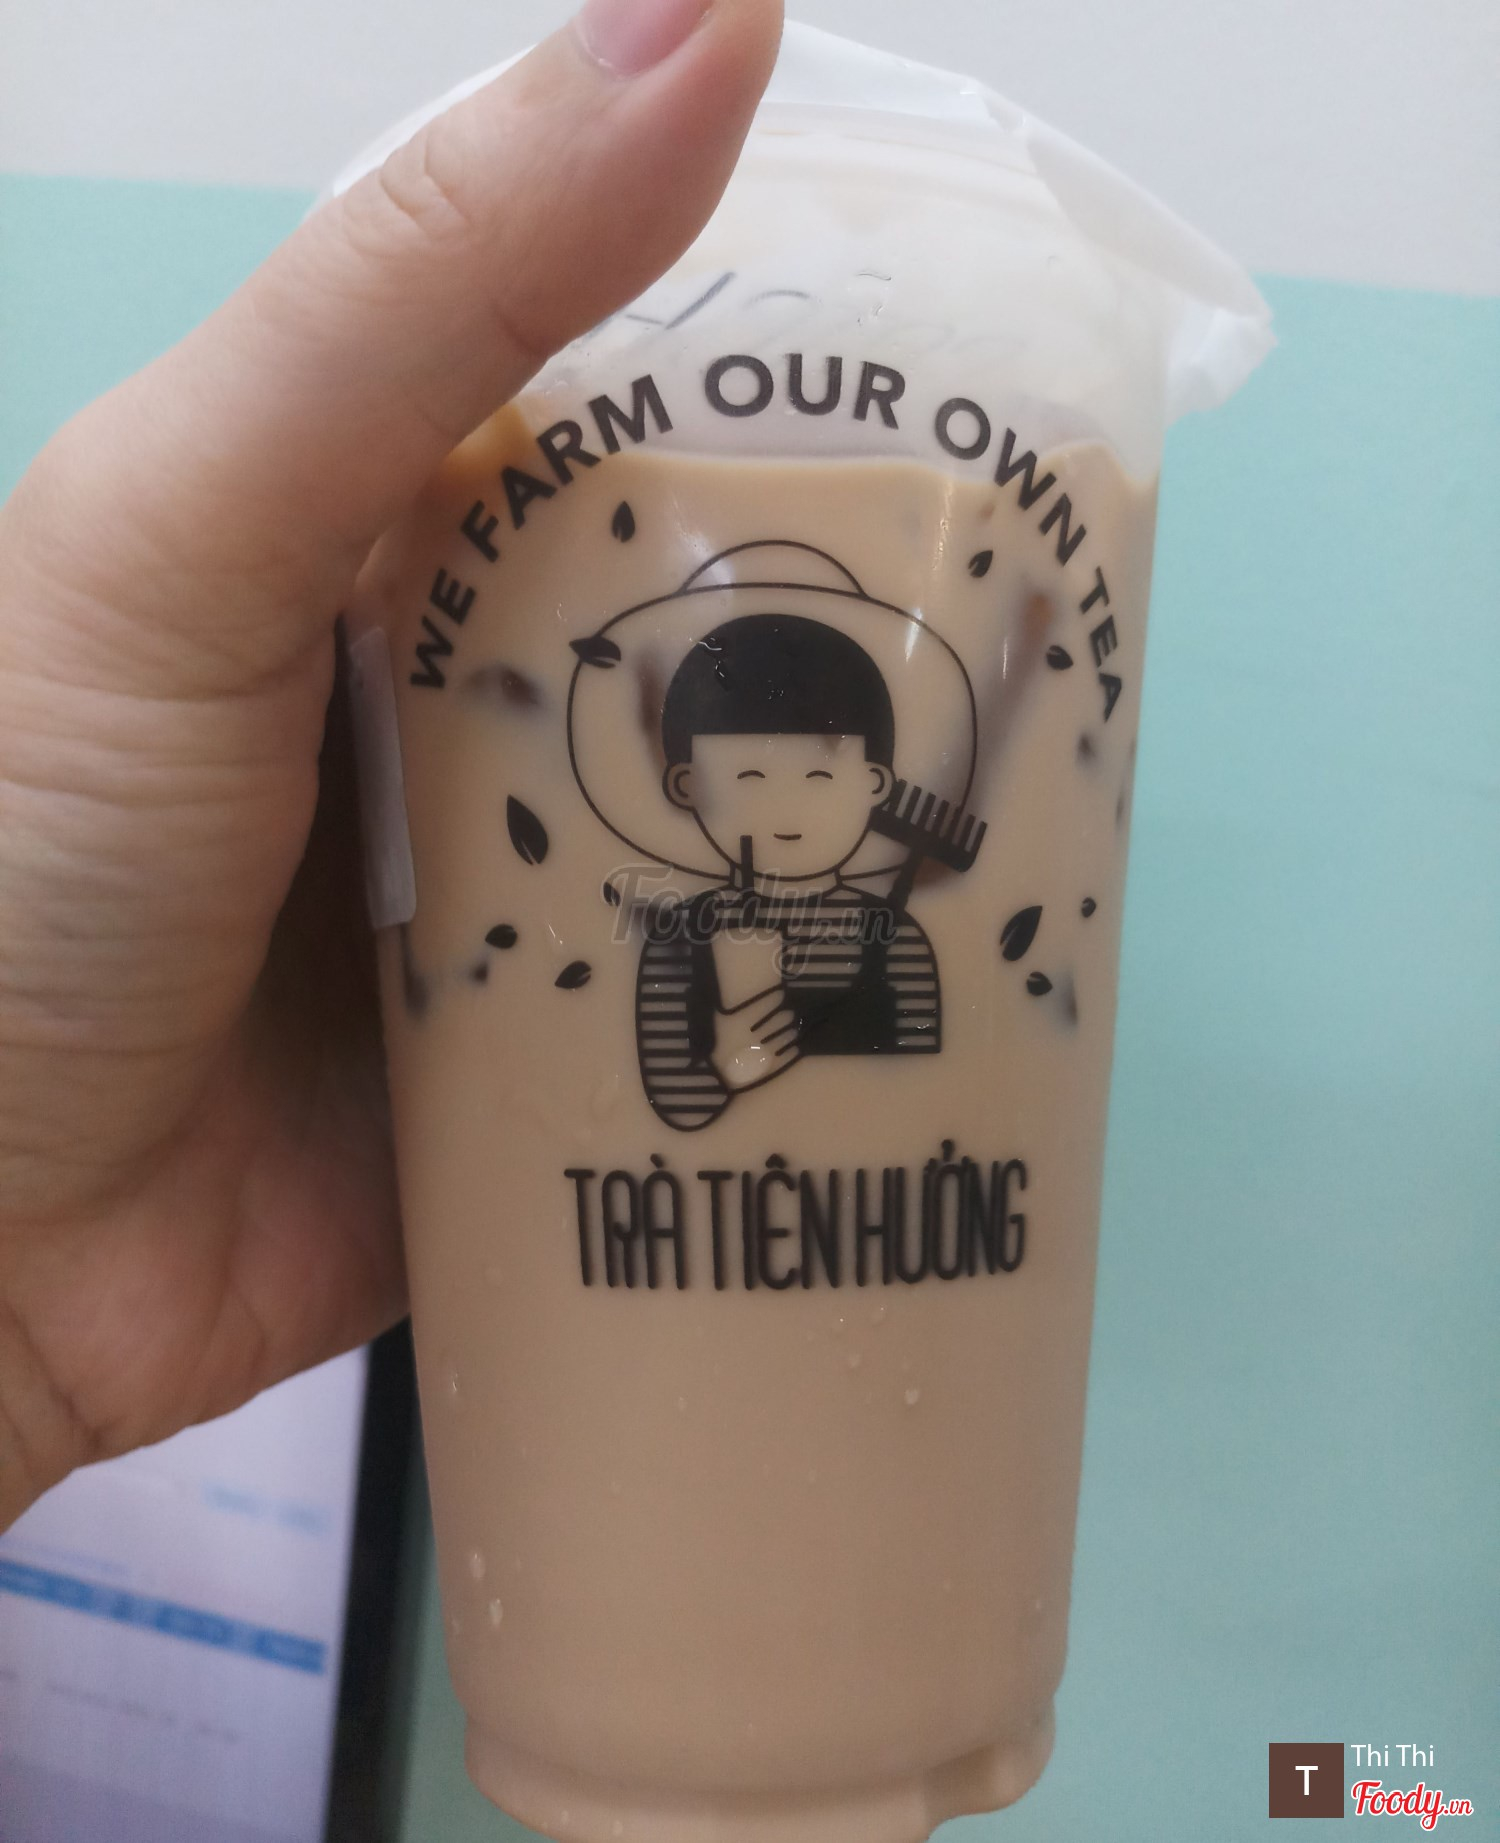 WE FARM OUR OWN TEA
Foody.vn
TRÀ TIÊN HƯỞNG
T
Thi Thi
Foody.vn